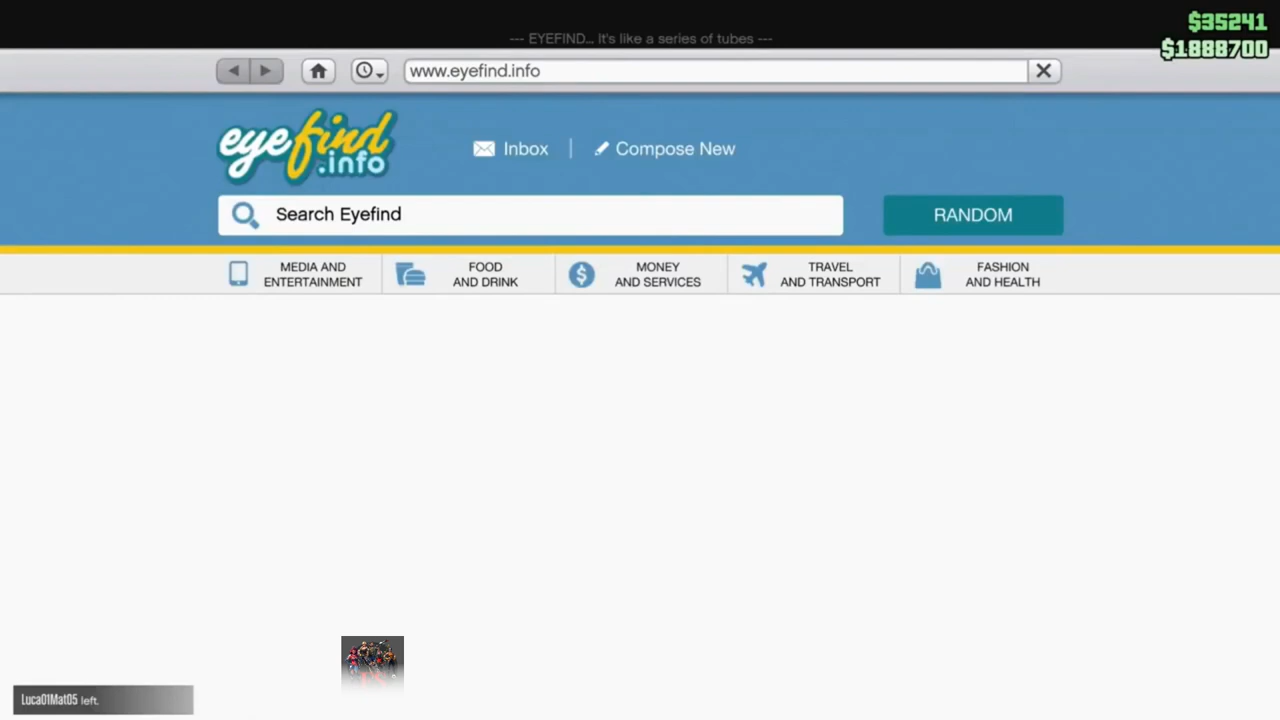 $35241
--- EYEFIND... It's like a series of tubes ---
$1888700
www.eyefind.info
eyefind
.info
Inbox
Compose New
Search Eyefind
RANDOM
MEDIA AND
ENTERTAINMENT
FOOD
AND DRINK
MONEY
AND SERVICES
TRAVEL
AND TRANSPORT
FASHION
AND HEALTH
Luca01Mat05 left.